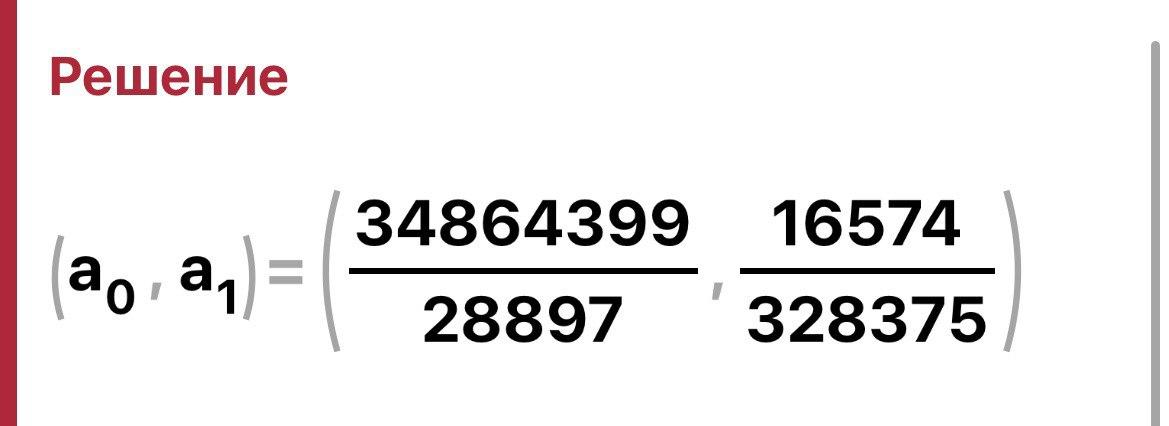 Решение
(a₀, a₁) = (34864399/28897, 16574/328375)